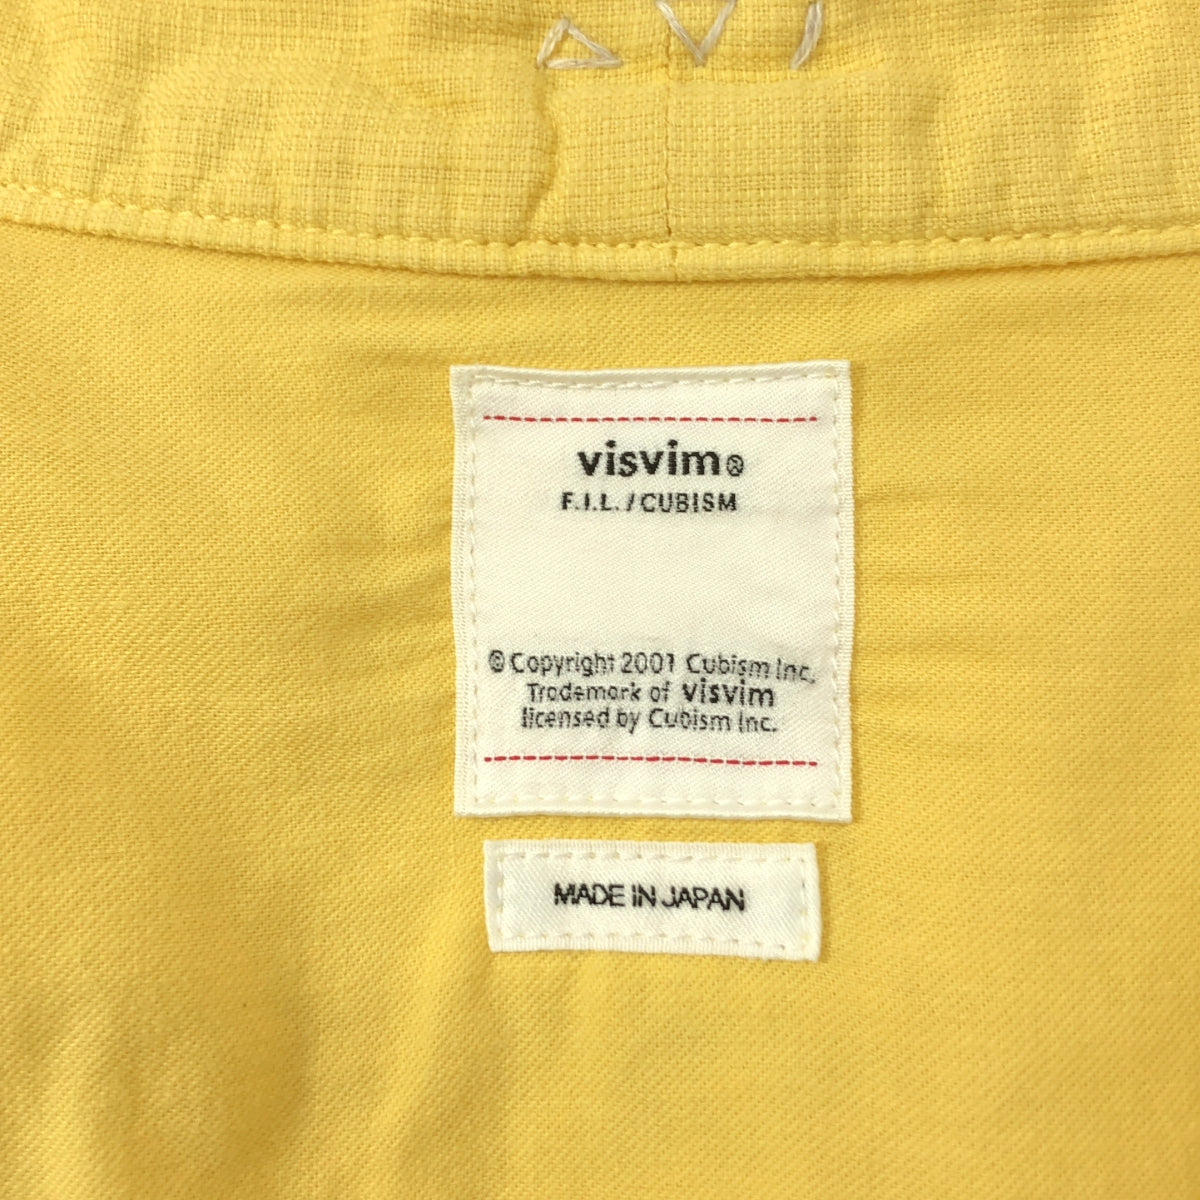 visvim®
F.I.L. / CUBISM
© Copyright 2001 Cubism Inc.
Trademark of visvim
licensed by Cubism Inc.
MADE IN JAPAN